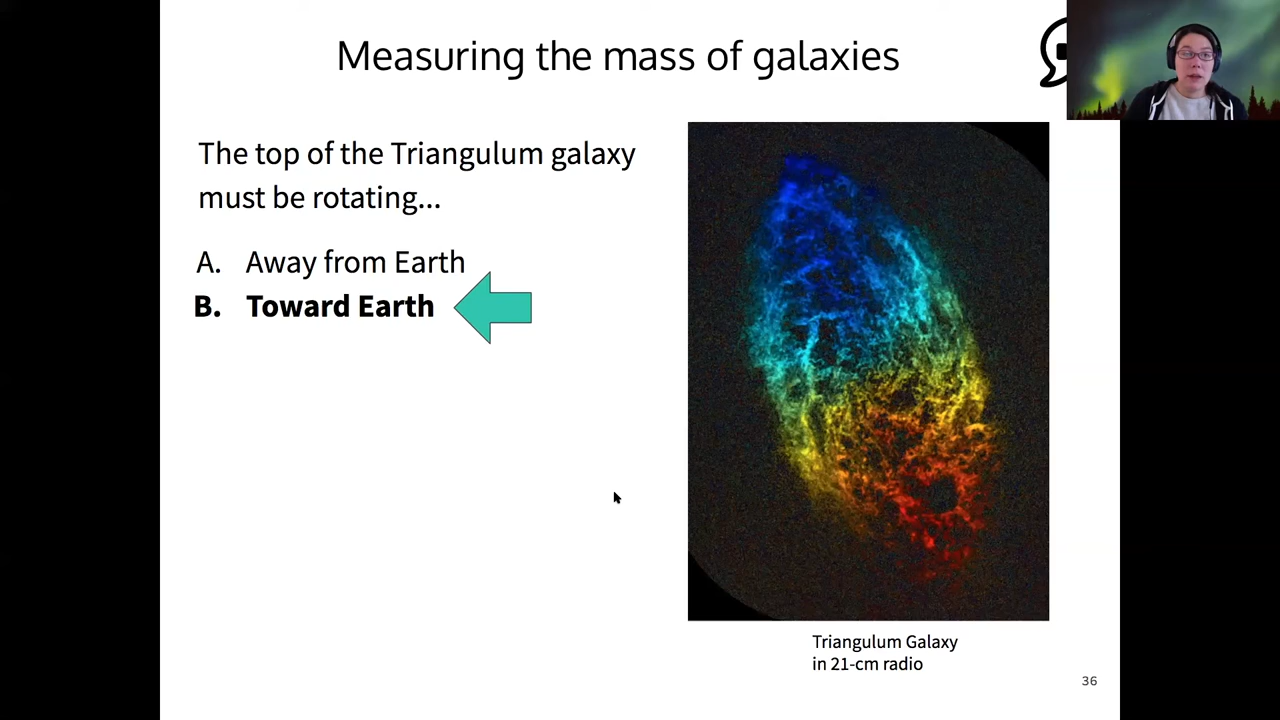 Measuring the mass of galaxies
The top of the Triangulum galaxy
must be rotating...
A. Away from Earth
B. Toward Earth
Triangulum Galaxy
in 21-cm radio
36